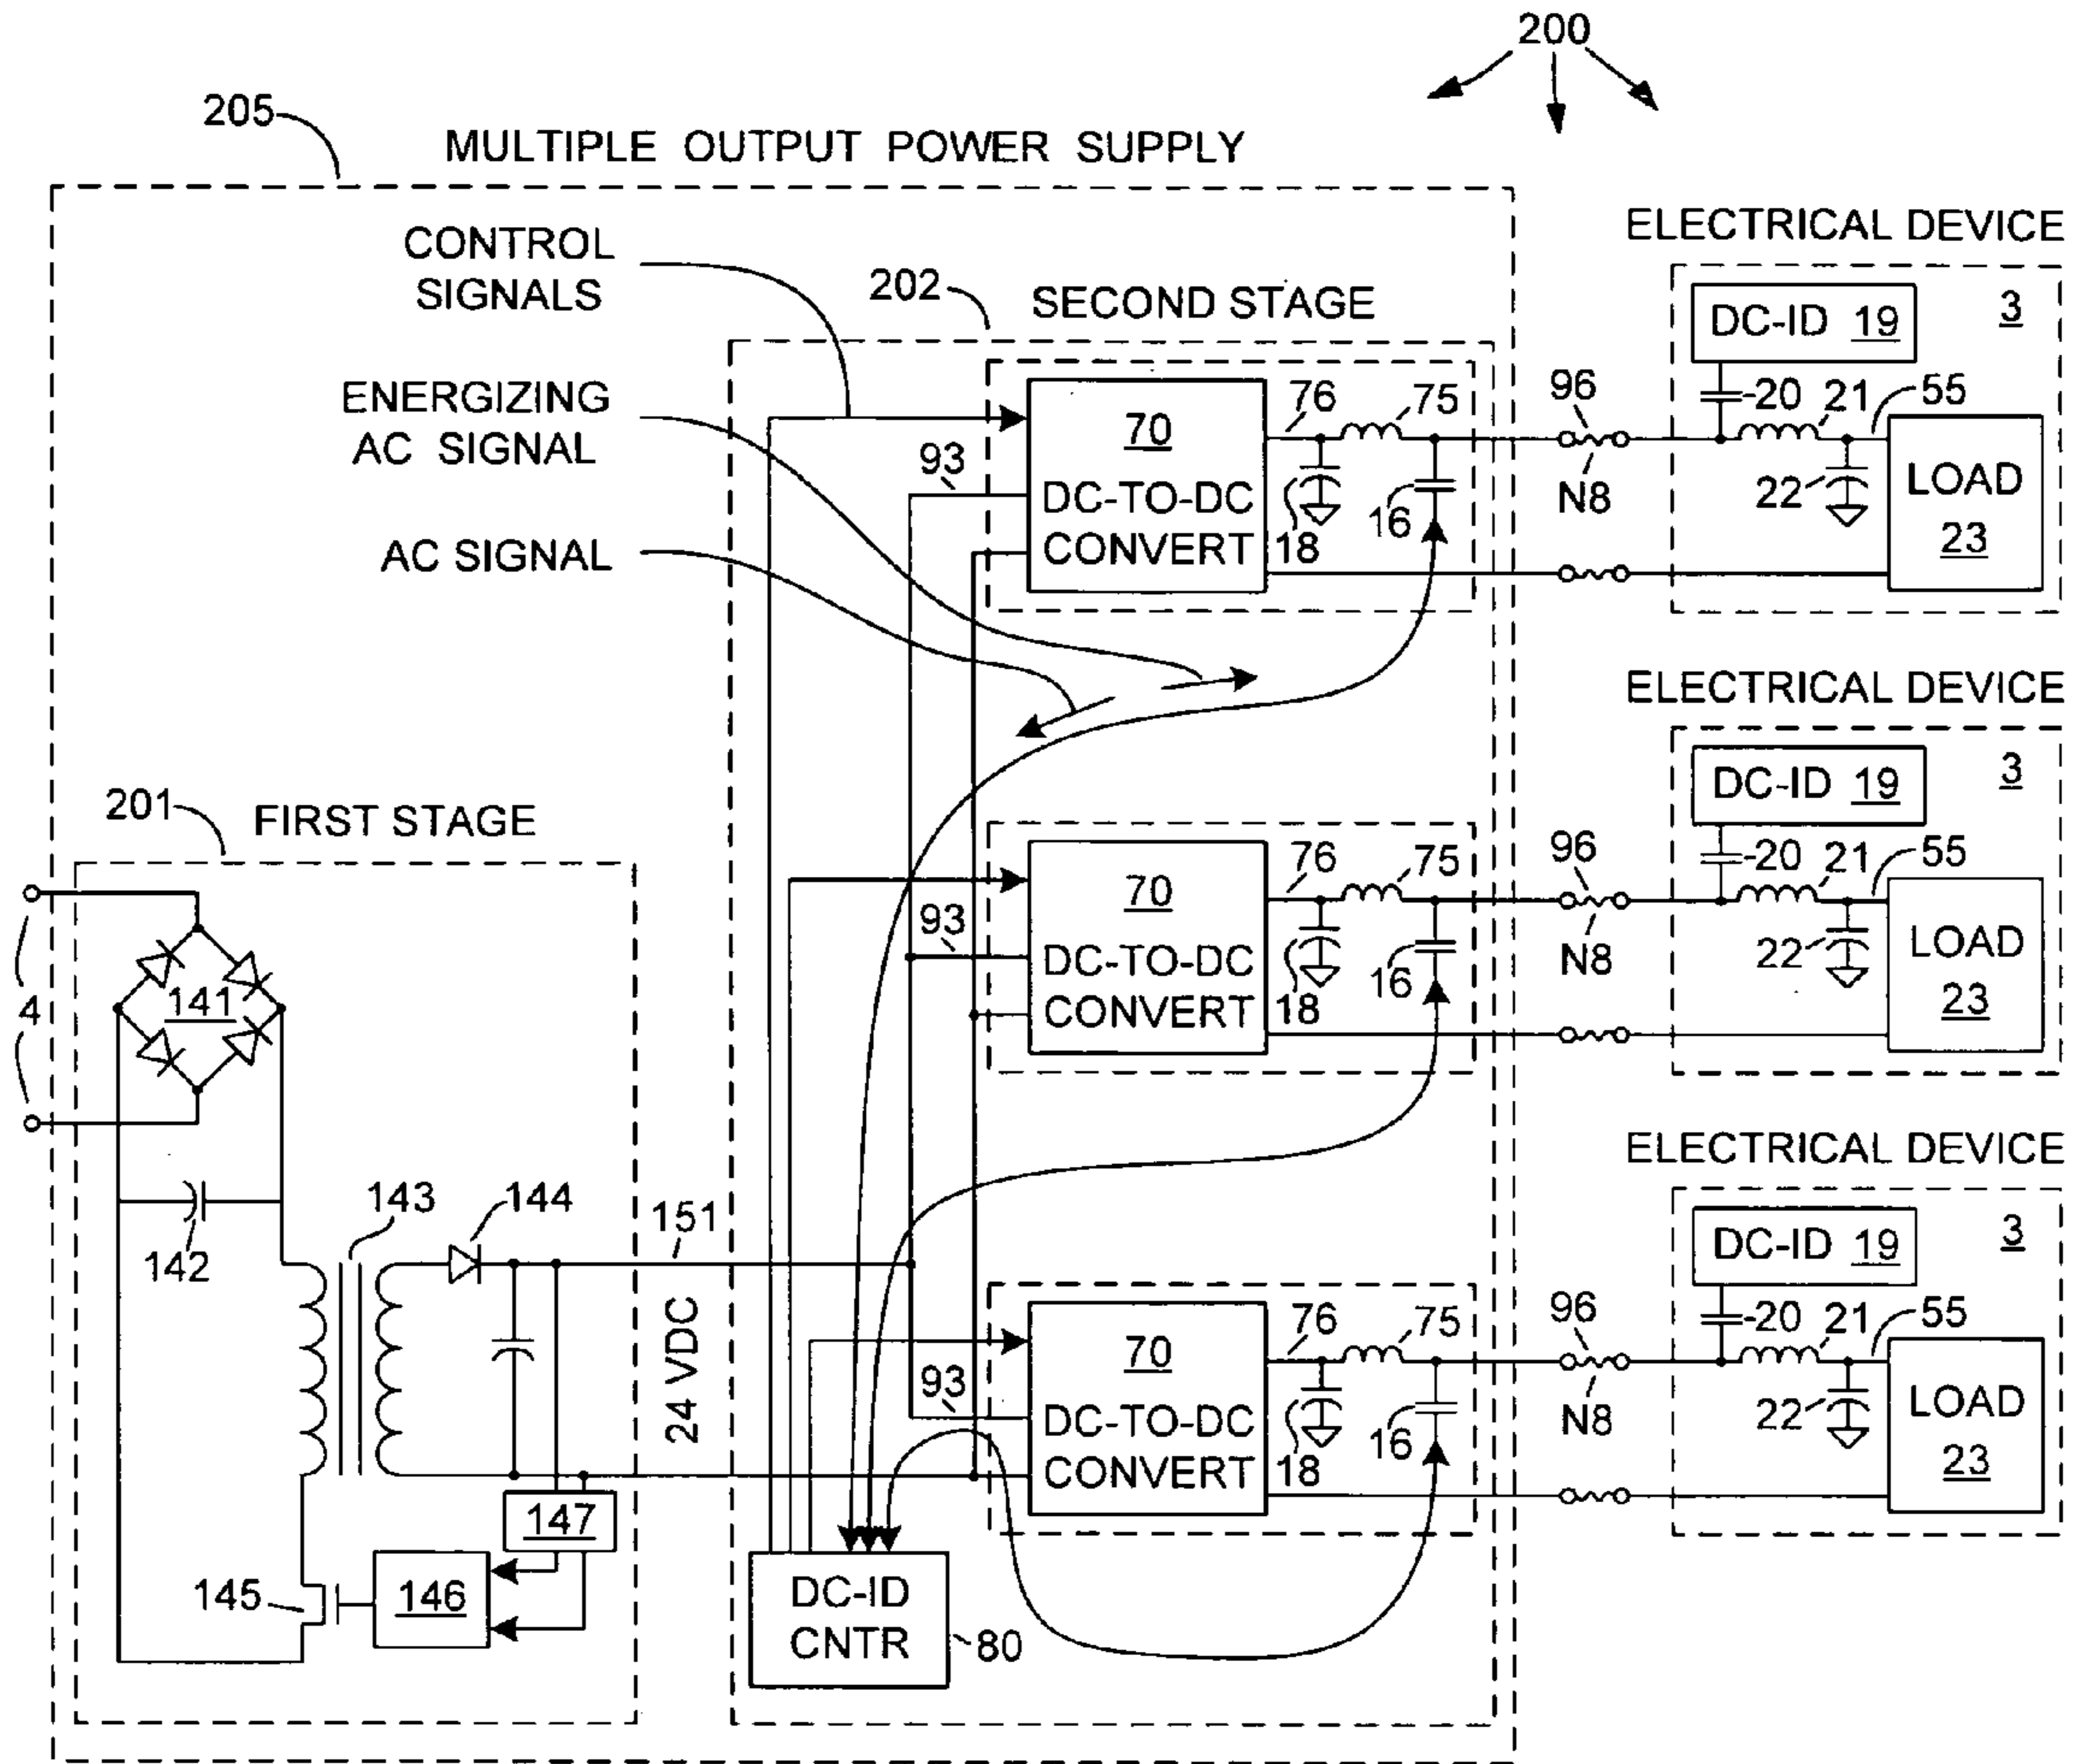 200
205
MULTIPLE OUTPUT POWER SUPPLY
CONTROL
SIGNALS
ENERGIZING
AC SIGNAL
AC SIGNAL
202
SECOND STAGE
70
DC-TO-DC
CONVERT
93
76
75
18
16
96
N8
ELECTRICAL DEVICE
DC-ID 19
3
20
21
55
22
LOAD
23
70
DC-TO-DC
CONVERT
93
76
75
18
16
96
N8
ELECTRICAL DEVICE
DC-ID 19
3
20
21
55
22
LOAD
23
201
FIRST STAGE
4
141
142
143
144
151
24 VDC
147
146
145
70
DC-TO-DC
CONVERT
93
76
75
18
16
96
N8
ELECTRICAL DEVICE
DC-ID 19
3
20
21
55
22
LOAD
23
DC-ID
CNTR
80